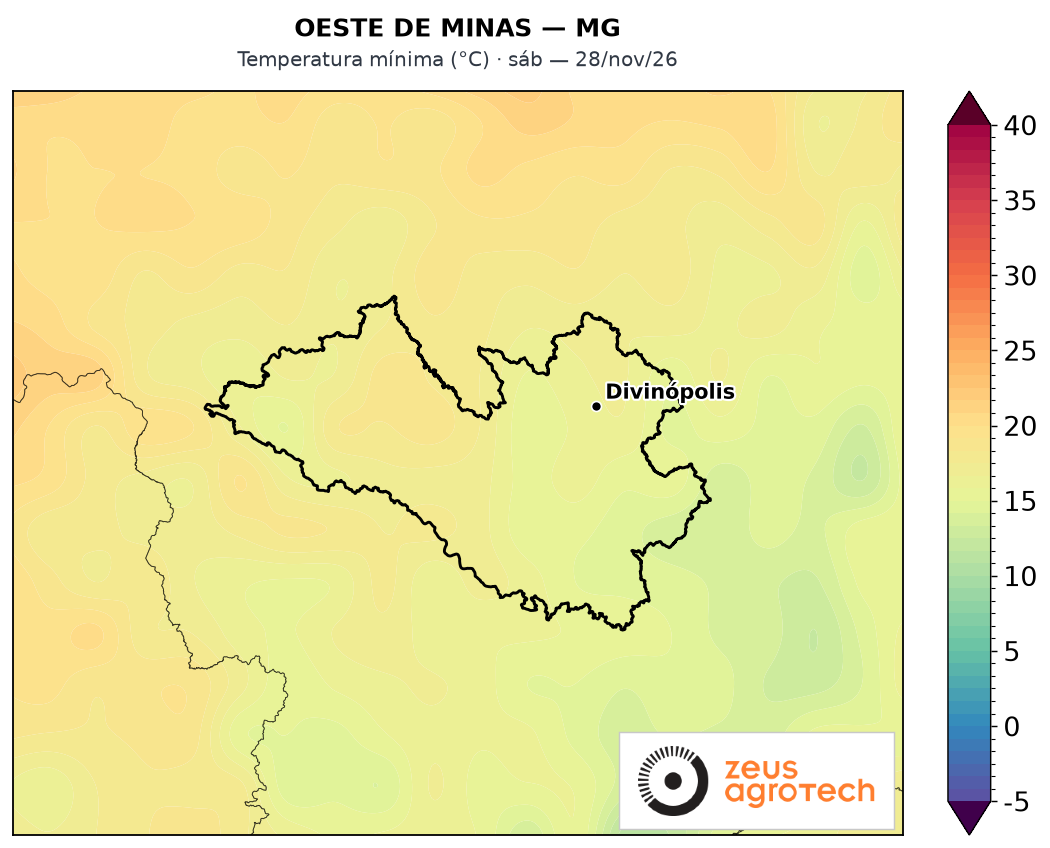 OESTE DE MINAS — MG
Temperatura mínima (°C) · sáb — 28/nov/26
40
35
30
25
20
15
10
5
0
-5
Divinópolis
zeus
agrotech